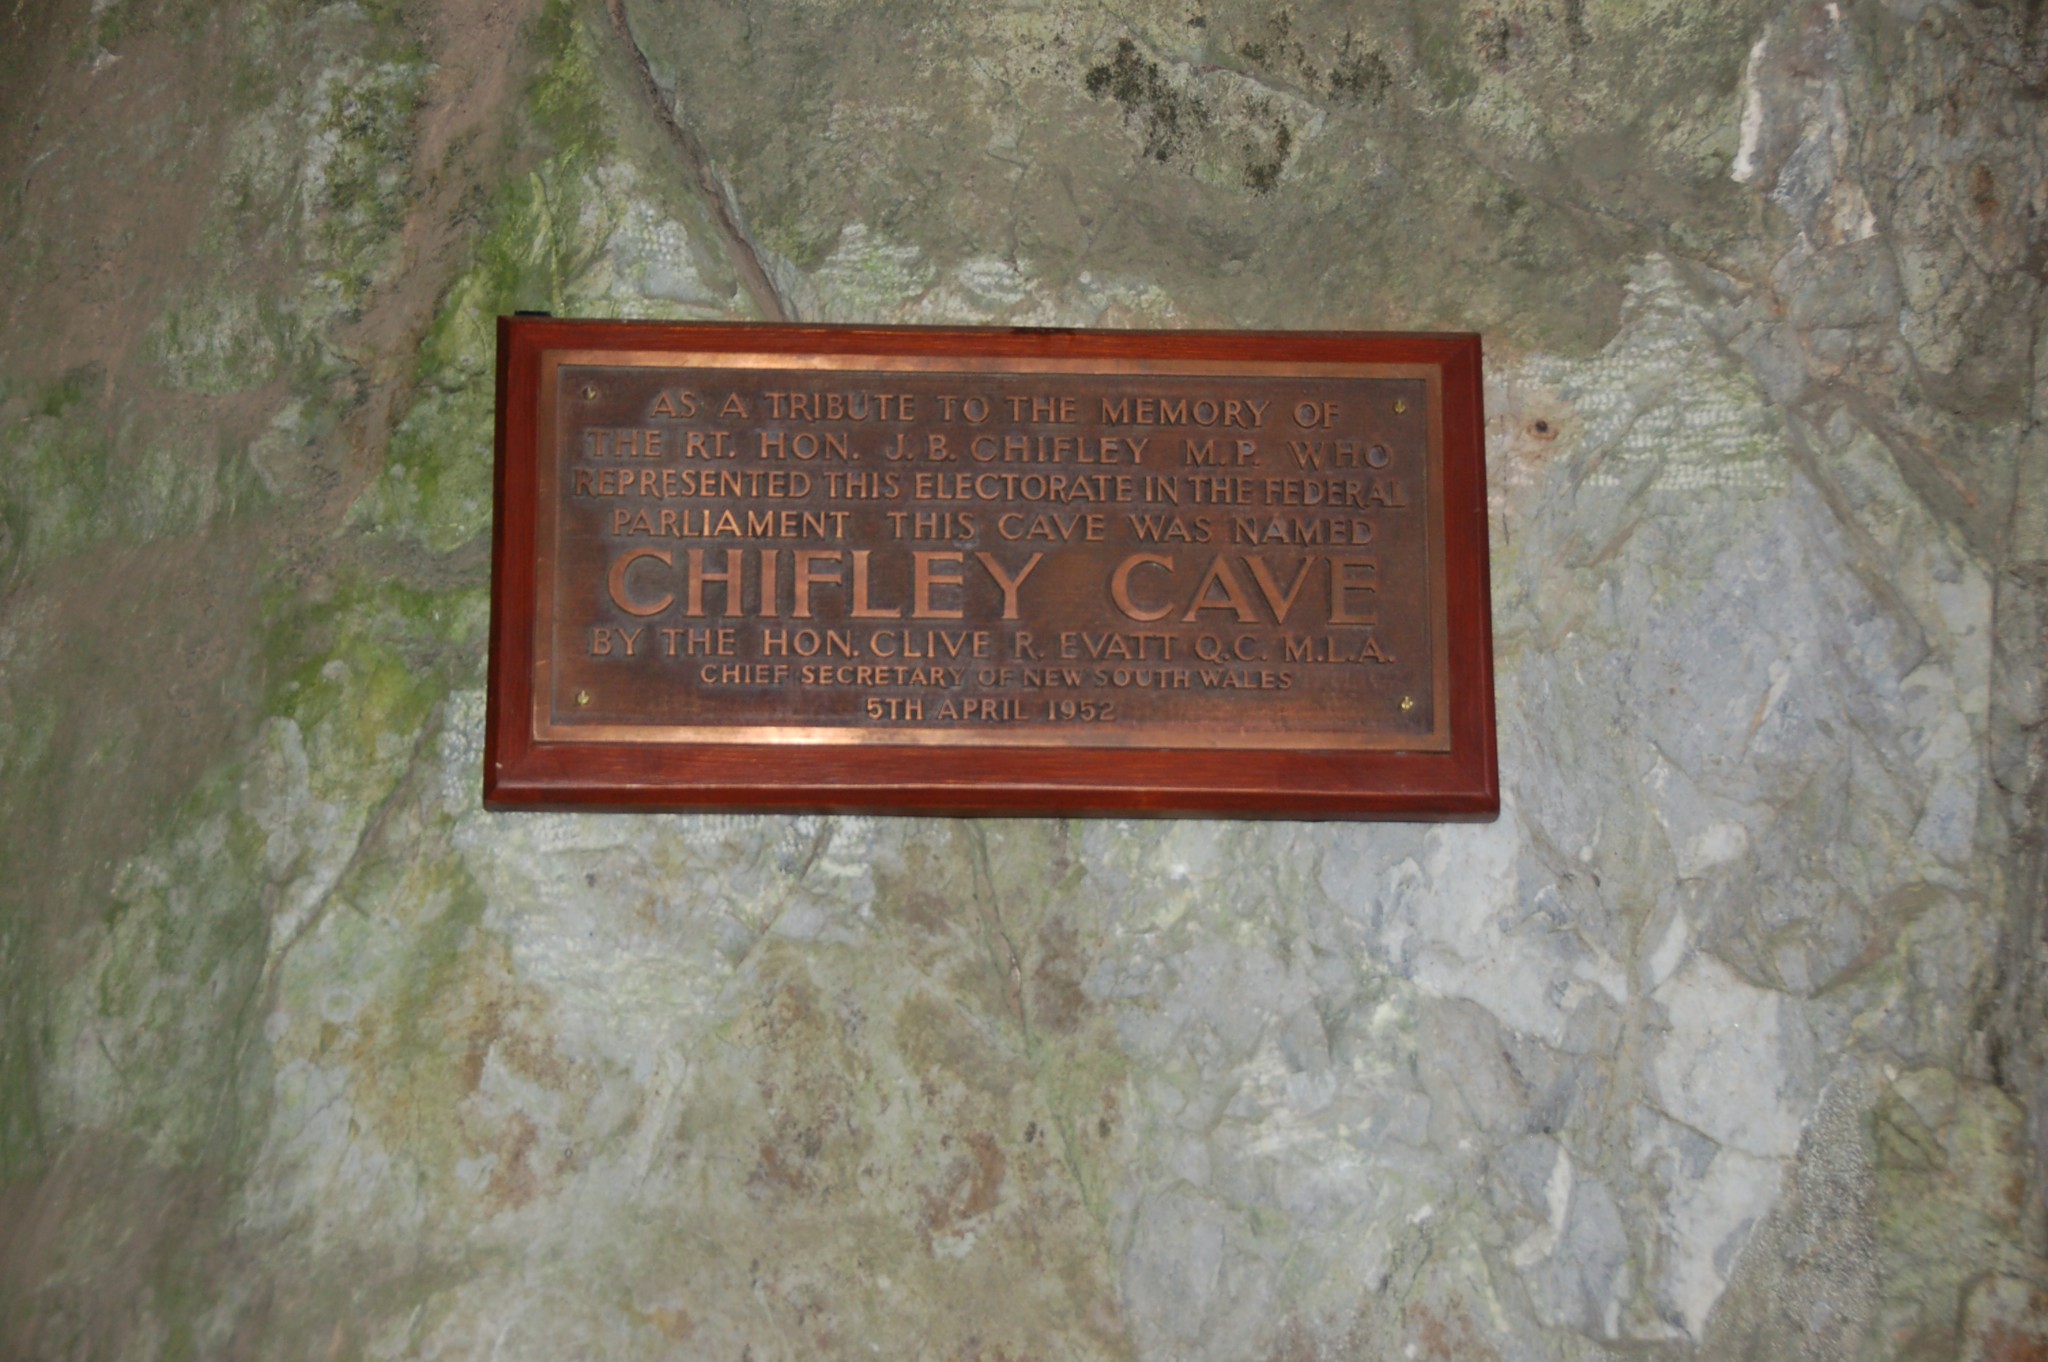 AS A TRIBUTE TO THE MEMORY OF
THE RT. HON. J. B. CHIFLEY M.P. WHO
REPRESENTED THIS ELECTORATE IN THE FEDERAL
PARLIAMENT THIS CAVE WAS NAMED
CHIFLEY CAVE
BY THE HON. CLIVE R. EVATT Q.C. M.L.A.
CHIEF SECRETARY OF NEW SOUTH WALES
5TH APRIL 1952